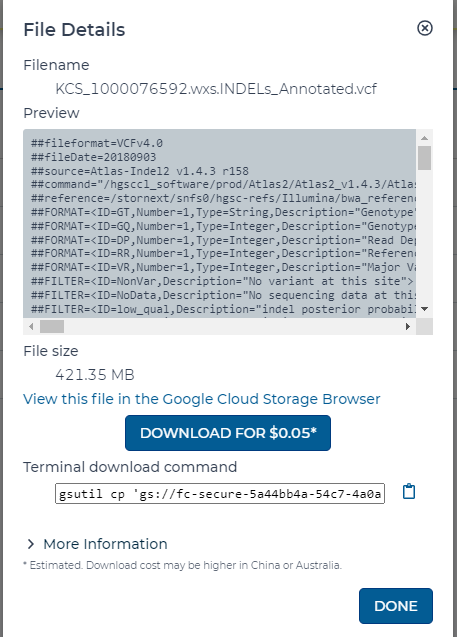 File Details
Filename
KCS_1000076592.wxs.INDELs_Annotated.vcf
Preview
##fileformat=VCFv4.0
##fileDate=20180903
##source=Atlas-Indel2 v1.4.3 r158
##command="/hgsccl_software/prod/Atlas2/Atlas2_v1.4.3/Atlas
##reference=/stornext/snfs0/hgsc-refs/Illumina/bwa_referenc
##FORMAT=<ID=GT,Number=1,Type=String,Description="Genotype"
##FORMAT=<ID=GQ,Number=1,Type=Integer,Description="Genotype
##FORMAT=<ID=DP,Number=1,Type=Integer,Description="Read Dep
##FORMAT=<ID=RR,Number=1,Type=Integer,Description="Referenc
##FORMAT=<ID=VR,Number=1,Type=Integer,Description="Major Va
##FILTER=<ID=NonVar,Description="No variant at this site">
##FILTER=<ID=NoData,Description="No sequencing data at this
##FILTER=<ID=low_qual,Description="indel posterior probabil
File size
421.35 MB
View this file in the Google Cloud Storage Browser
DOWNLOAD FOR $0.05*
Terminal download command
gsutil cp 'gs://fc-secure-5a44bb4a-54c7-4a0a
More Information
* Estimated. Download cost may be higher in China or Australia.
DONE